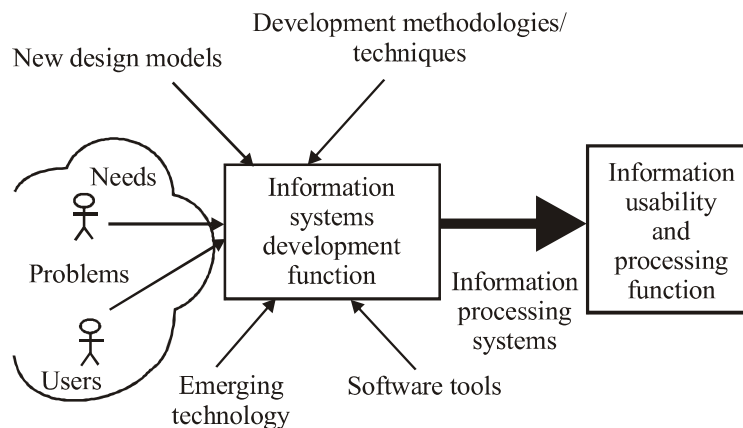 Development methodologies/
techniques
New design models
Needs
Problems
Users
Information
systems
development
function
Information
processing
systems
Information
usability
and
processing
function
Emerging
technology
Software tools